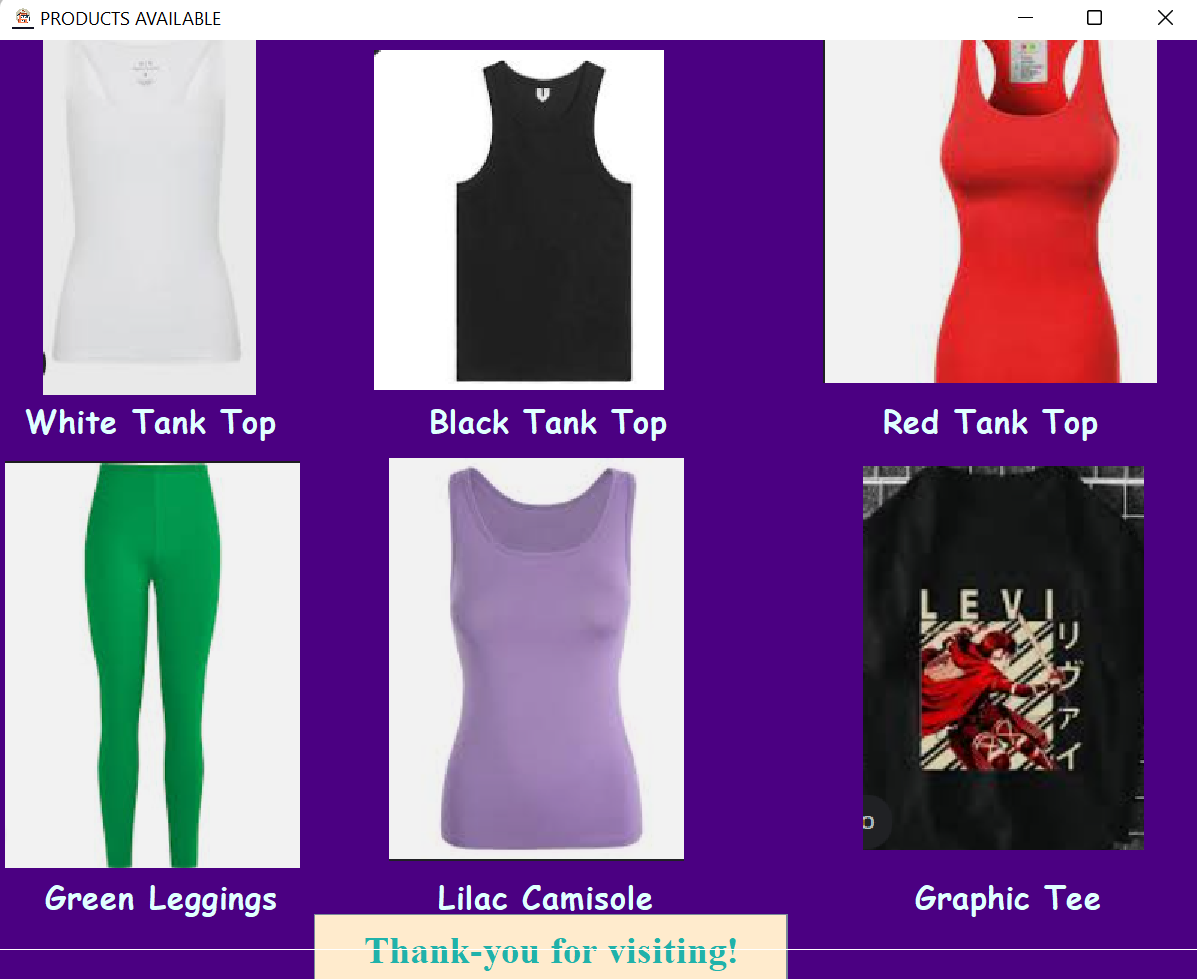 PRODUCTS AVAILABLE
White Tank Top
Black Tank Top
Red Tank Top
LEVI
リヴァイ
Green Leggings
Lilac Camisole
Graphic Tee
Thank-you for visiting!